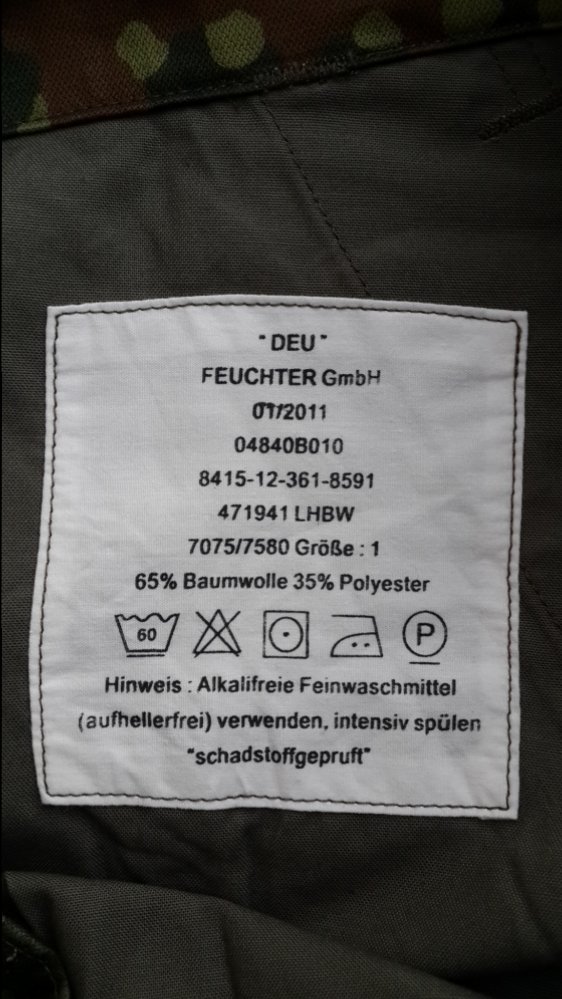 "DEU"
FEUCHTER GmbH
01/2011
04840B010
8415-12-361-8591
471941 LHBW
7075/7580 Größe : 1
65% Baumwolle 35% Polyester
60 P
Hinweis : Alkalifreie Feinwaschmittel
(aufhellerfrei) verwenden, intensiv spülen
"schadstoffgepruft"